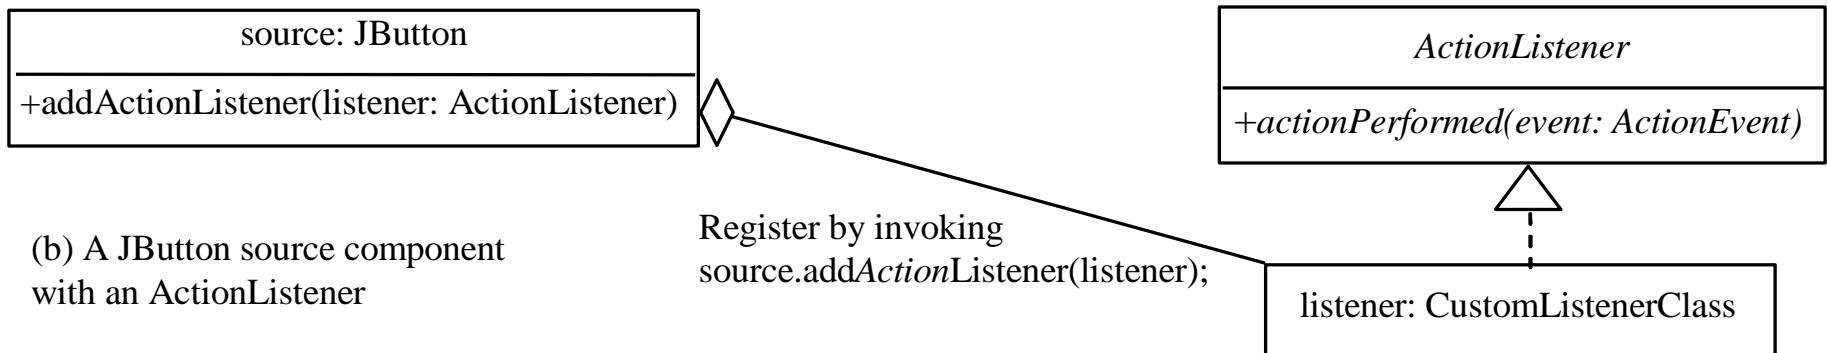 source: JButton
+addActionListener(listener: ActionListener)
ActionListener
+actionPerformed(event: ActionEvent)
(b) A JButton source component
with an ActionListener
Register by invoking
source.addActionListener(listener);
listener: CustomListenerClass